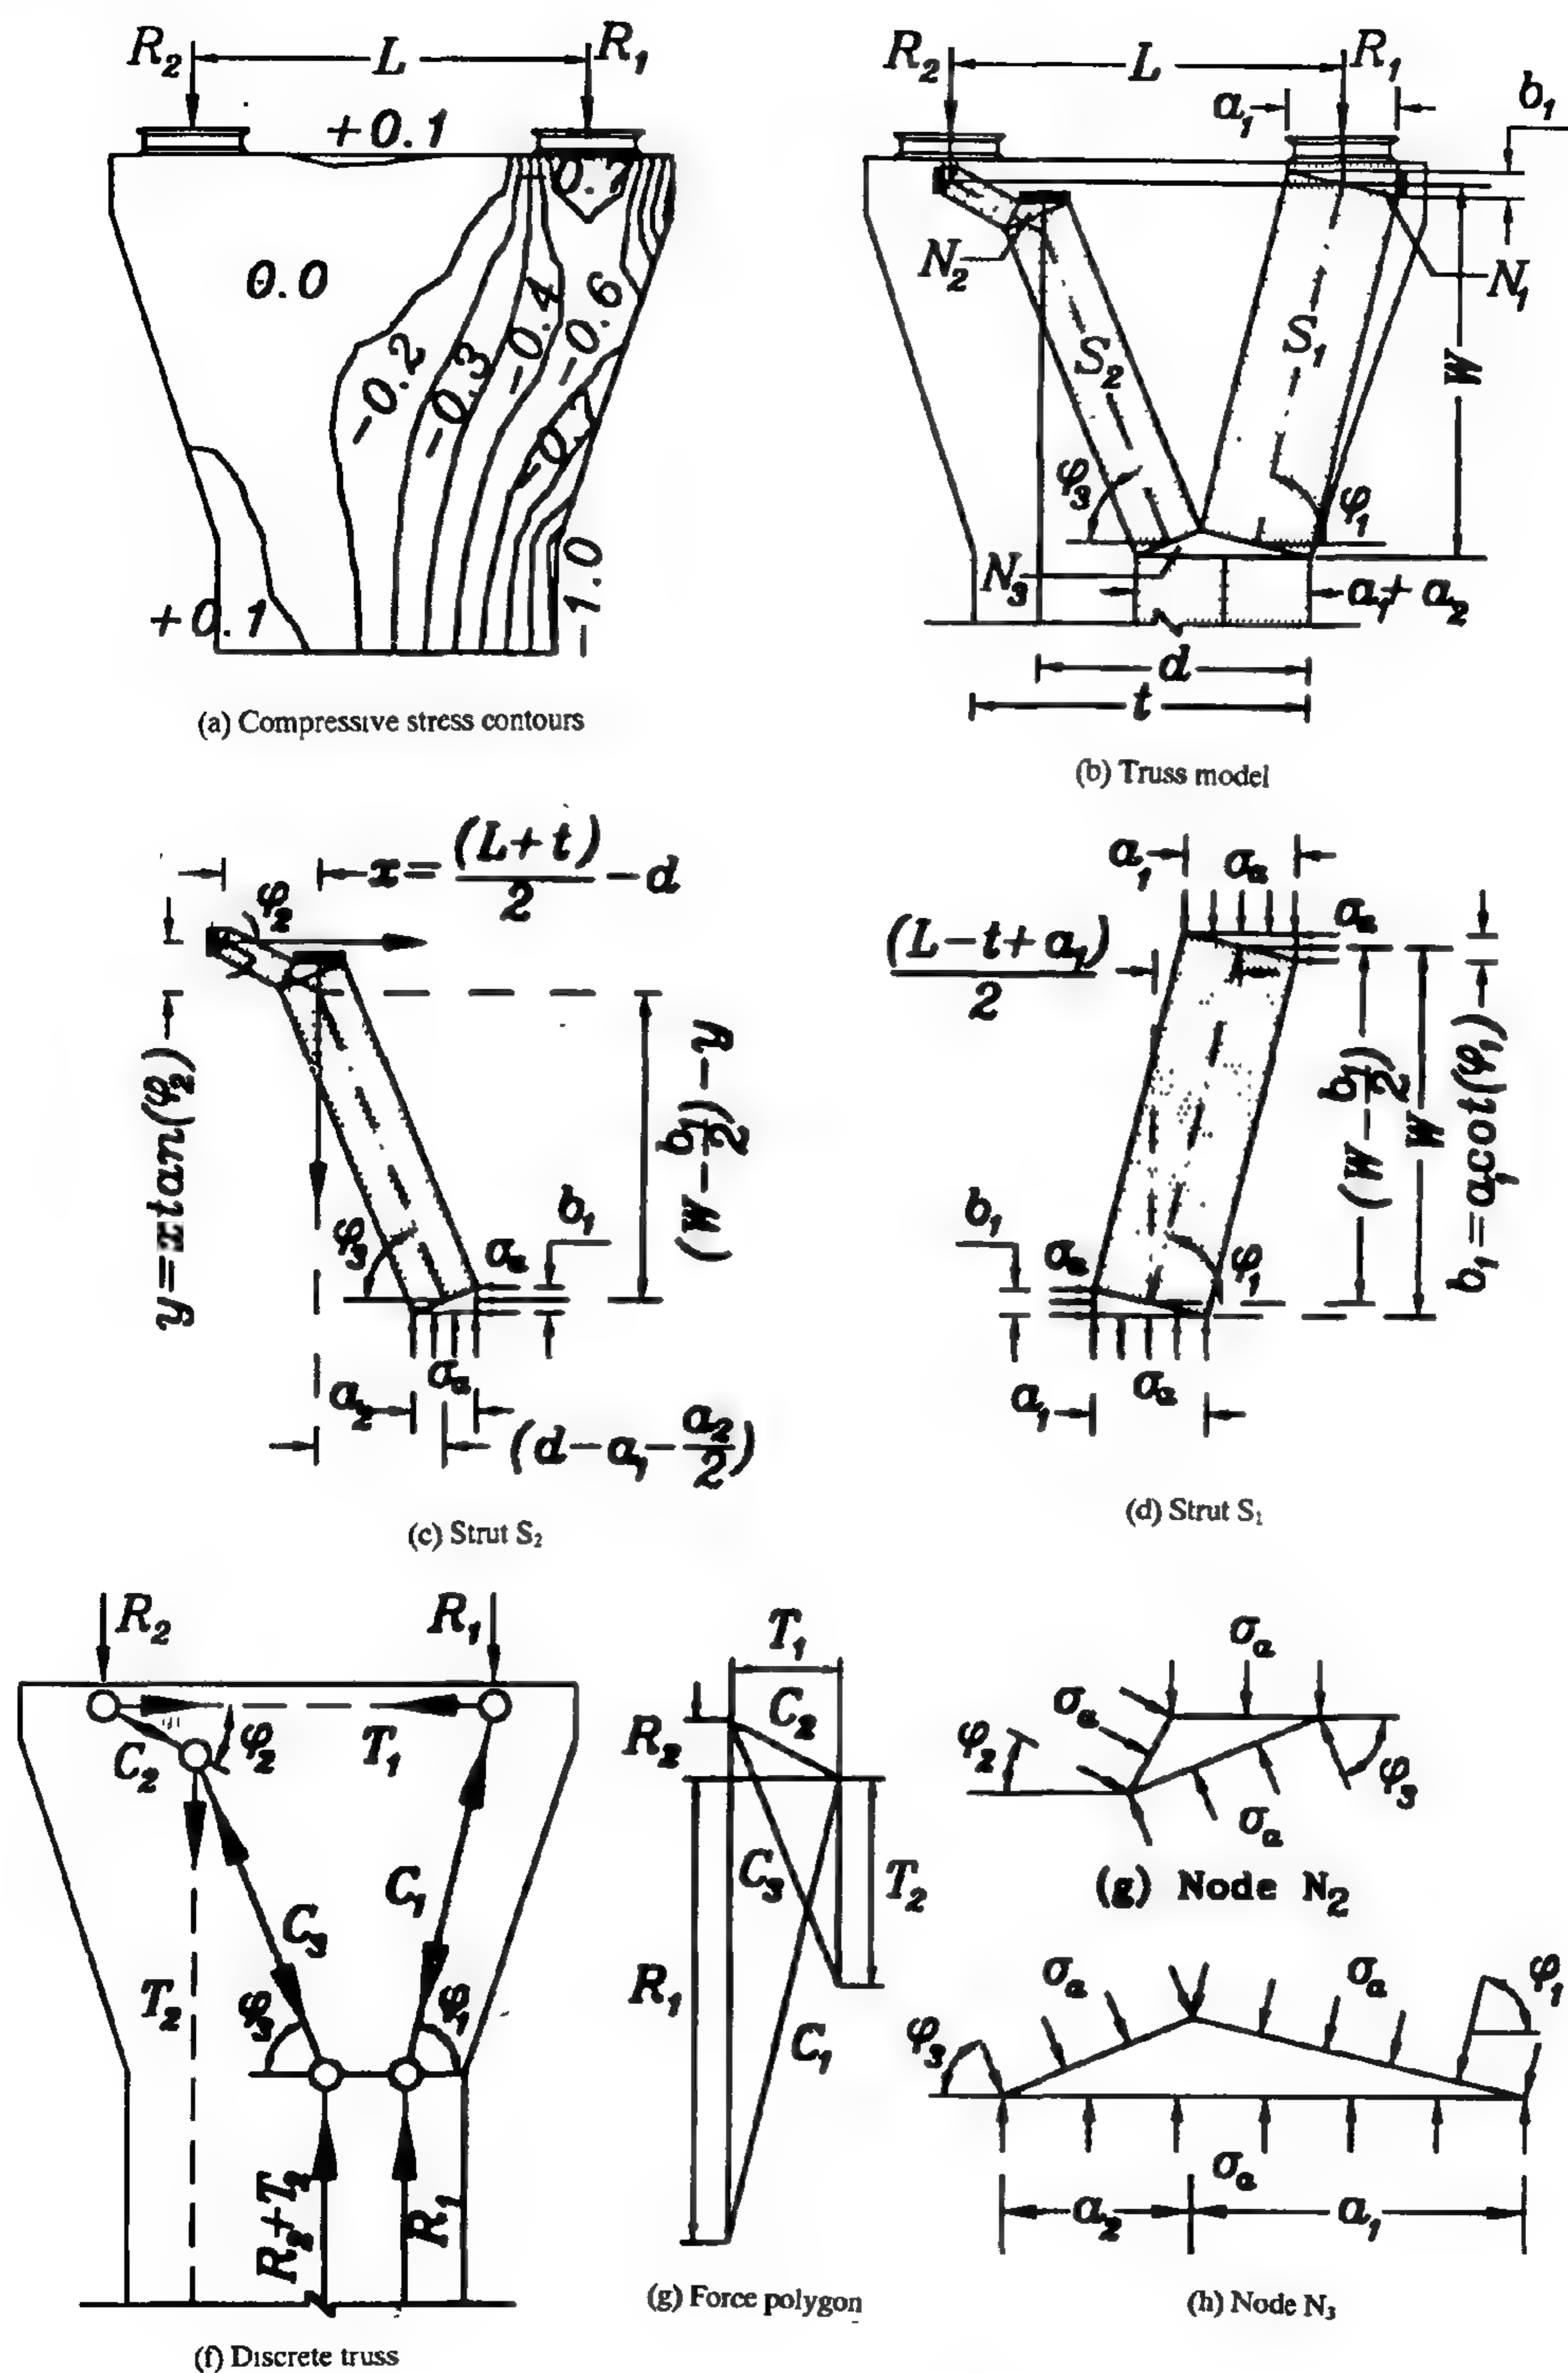 R₂ L R₁
+0.1
0.7
0.0
-0.2
-0.3
-0.4
-0.6
-0.7
+0.1
-1.0
(a) Compressive stress contours
R₂ L R₁
a₁
b₁
N₂
N₁
S₂
S₁
W
φ₃
φ₁
N₃
a₁+a₂
d
t
(b) Truss model
x=(L+t)/2-d
φ₂
y=xtan(φ₂)
(W-b₁/2)-y
φ₃
b₁
σₐ
σₐ
a₂
(d-a₁-a₂/2)
(c) Strut S₂
a₁
σₐ
σₐ
(L-t+a₁)/2
(W-b₁/2)
W
b₁=a₁cot(φ₁)
b₁
σₐ
φ₁
a₁
σₐ
(d) Strut S₁
R₂ R₁
C₂
φ₂
T₁
C₁
C₃
T₂
φ₃
φ₁
R₂+T₂
R₁
(f) Discrete truss
T₁
C₂
R₂
C₃
T₂
R₁
C₁
(g) Force polygon
σₐ
σₐ
φ₂
φ₃
σₐ
(g) Node N₂
σₐ
σₐ
φ₁
φ₃
σₐ
a₂
a₁
(h) Node N₃